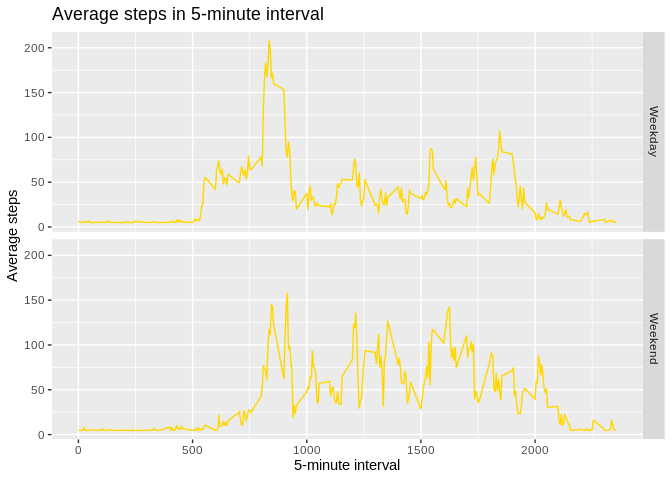 Average steps in 5-minute interval
Average steps
200
150
100
50
0
Weekday
200
150
100
50
0
Weekend
0 500 1000 1500 2000
5-minute interval